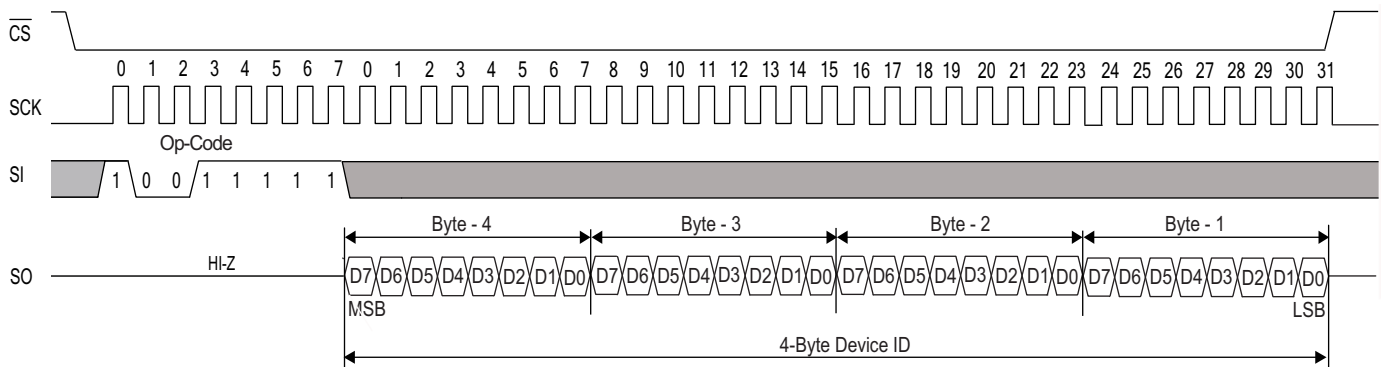 CS
0 1 2 3 4 5 6 7 0 1 2 3 4 5 6 7 8 9 10 11 12 13 14 15 16 17 18 19 20 21 22 23 24 25 26 27 28 29 30 31
SCK
Op-Code
SI 1 0 0 1 1 1 1 1
Byte - 4 Byte - 3 Byte - 2 Byte - 1
SO HI-Z D7 D6 D5 D4 D3 D2 D1 D0 D7 D6 D5 D4 D3 D2 D1 D0 D7 D6 D5 D4 D3 D2 D1 D0 D7 D6 D5 D4 D3 D2 D1 D0
MSB LSB
4-Byte Device ID